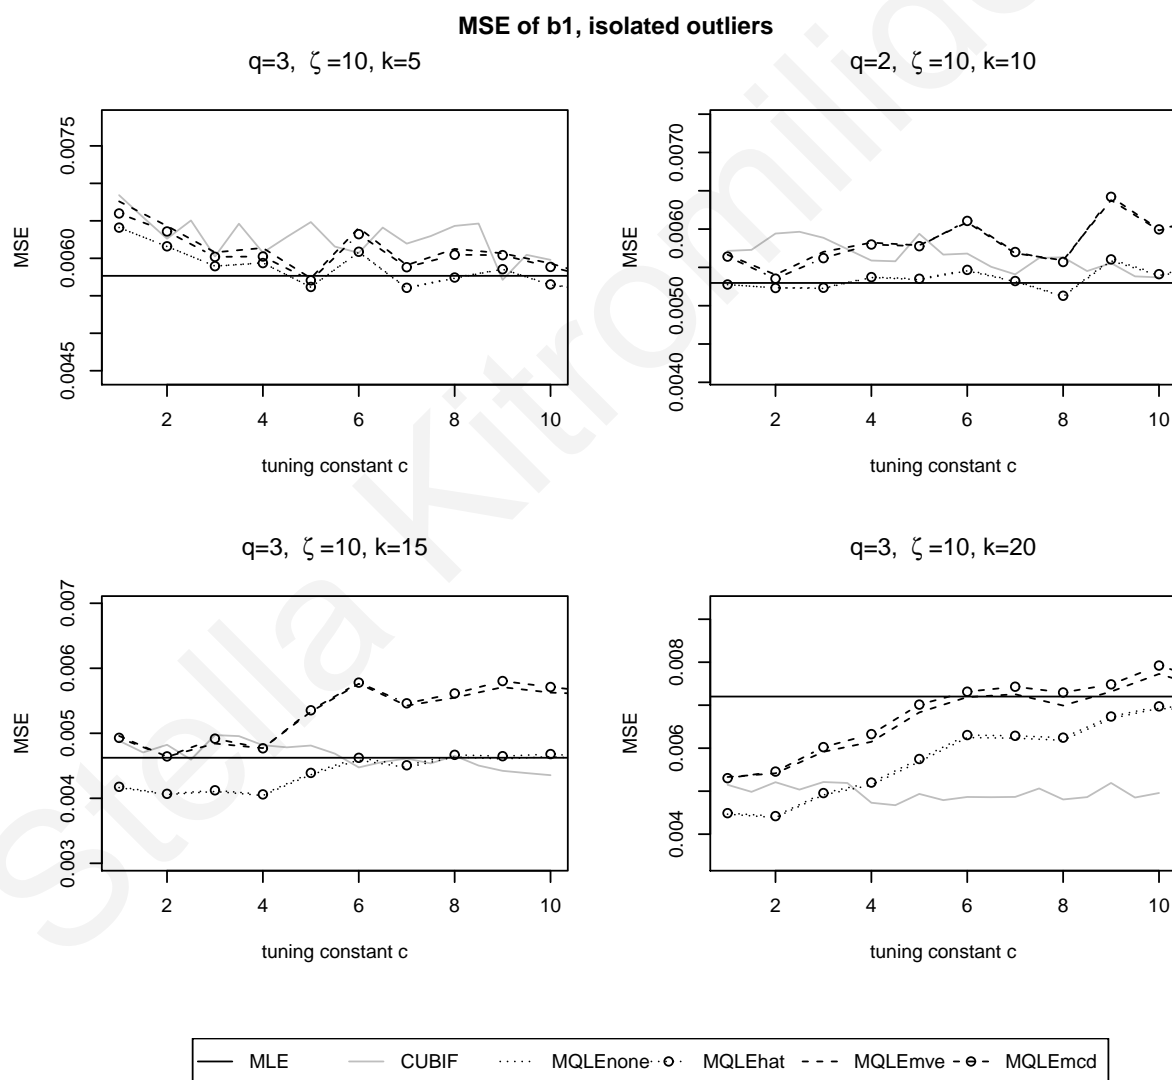 MSE of b1, isolated outliers
q=3, ζ=10, k=5
MSE
0.0045
0.0060
0.0075
2 4 6 8 10
tuning constant c
q=2, ζ=10, k=10
MSE
0.0040
0.0050
0.0060
0.0070
2 4 6 8 10
tuning constant c
q=3, ζ=10, k=15
MSE
0.003
0.004
0.005
0.006
0.007
2 4 6 8 10
tuning constant c
q=3, ζ=10, k=20
MSE
0.004
0.006
0.008
2 4 6 8 10
tuning constant c
MLE CUBIF MQLEnone MQLEhat MQLEmve MQLEmcd
Stella